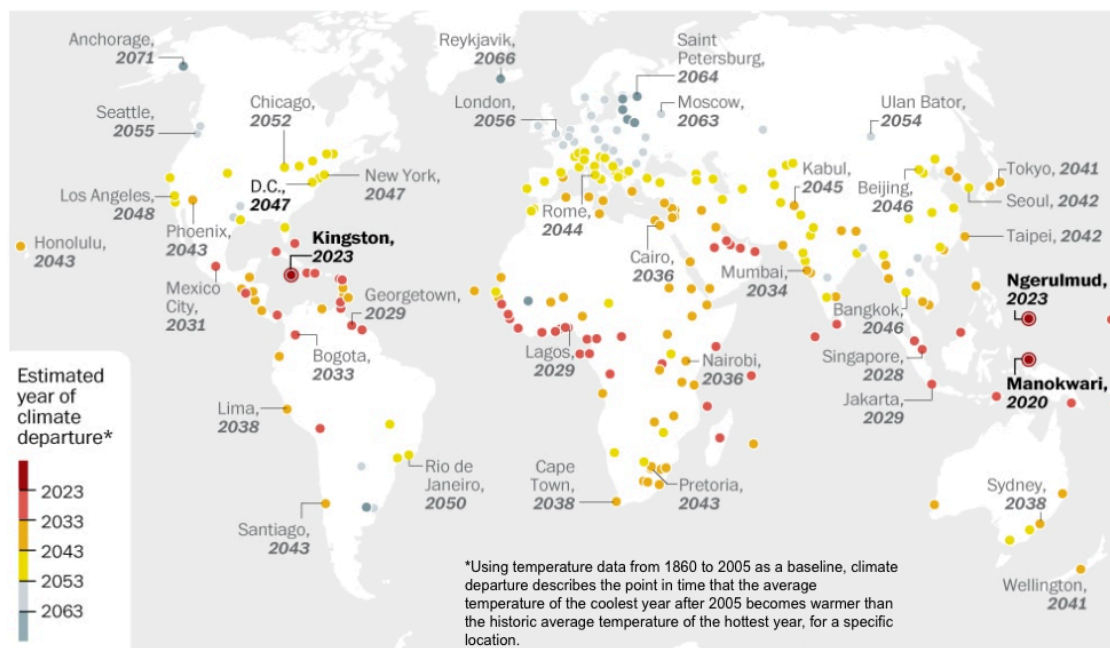 Anchorage,
2071
Reykjavik,
2066
Saint
Petersburg,
2064
Seattle,
2055
Chicago,
2052
London,
2056
Moscow,
2063
Ulan Bator,
2054
Los Angeles,
2048
D.C.,
2047
New York,
2047
Rome,
2044
Kabul,
2045
Beijing,
2046
Tokyo, 2041
Seoul, 2042
Honolulu,
2043
Phoenix,
2043
Kingston,
2023
Cairo,
2036
Mumbai,
2034
Taipei, 2042
Mexico
City,
2031
Georgetown,
2029
Bangkok,
2046
Ngerulmud,
2023
Bogota,
2033
Lagos,
2029
Nairobi,
2036
Singapore,
2028
Manokwari,
2020
Jakarta,
2029
Lima,
2038
Estimated
year of
climate
departure*
2023
2033
2043
2053
2063
Rio de
Janeiro,
2050
Cape
Town,
2038
Pretoria,
2043
Sydney,
2038
Santiago,
2043
Wellington,
2041
*Using temperature data from 1860 to 2005 as a baseline, climate
departure describes the point in time that the average
temperature of the coolest year after 2005 becomes warmer than
the historic average temperature of the hottest year, for a specific
location.